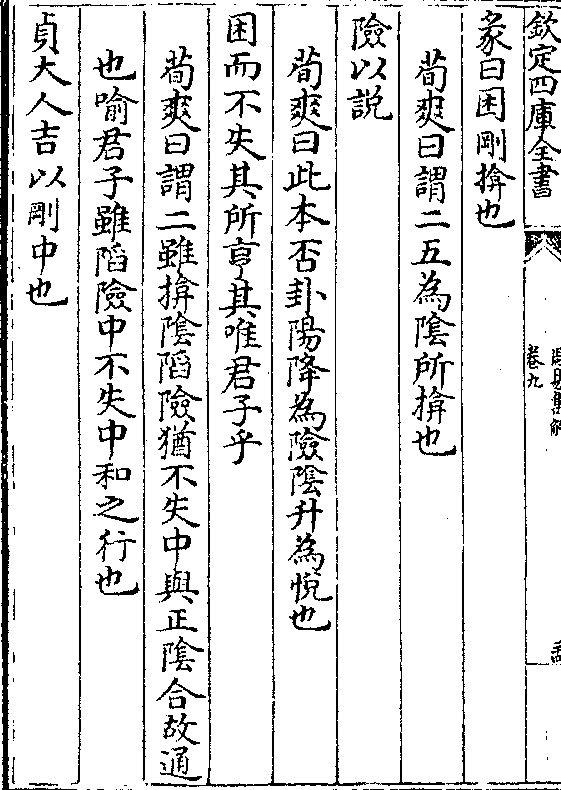 欽定四庫全書
周易集解
卷九
彖曰困剛揜也
荀爽曰謂二五為隂所揜也
險以說
荀爽曰此本否卦陽降為險隂升為悅也
困而不失其所亨其唯君子乎
荀爽曰謂二雖揜隂陷險猶不失中與正隂合故通
也喻君子雖陷險中不失中和之行也
貞大人吉以剛中也